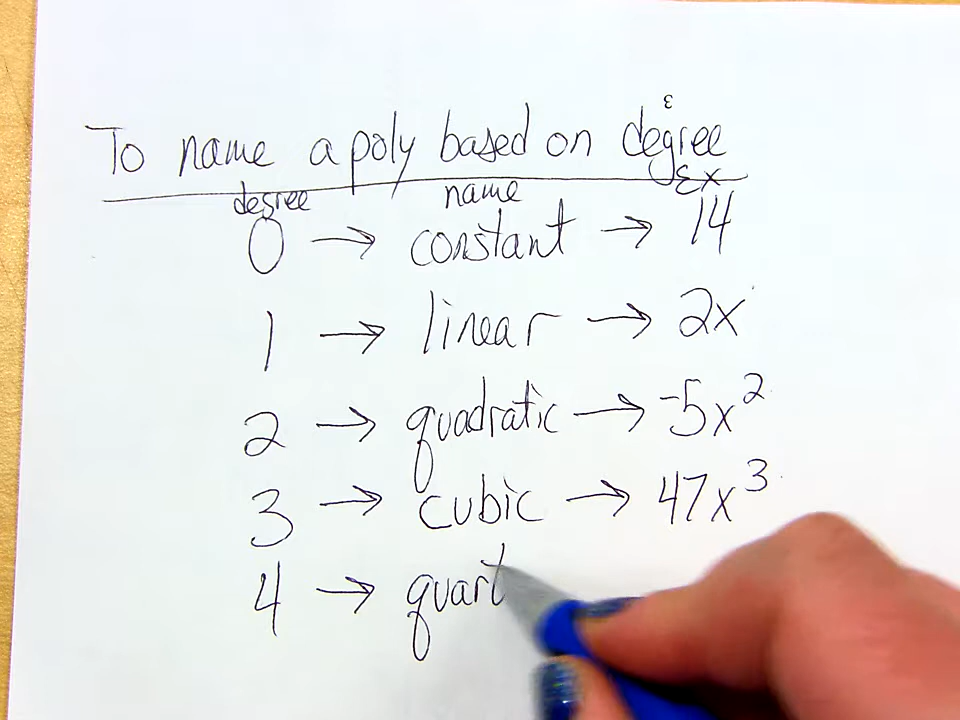 To name a poly based on degree
degree name Ex
0 → constant → 14
1 → linear → 2x
2 → quadratic → -5x²
3 → cubic → 47x³
4 → quart